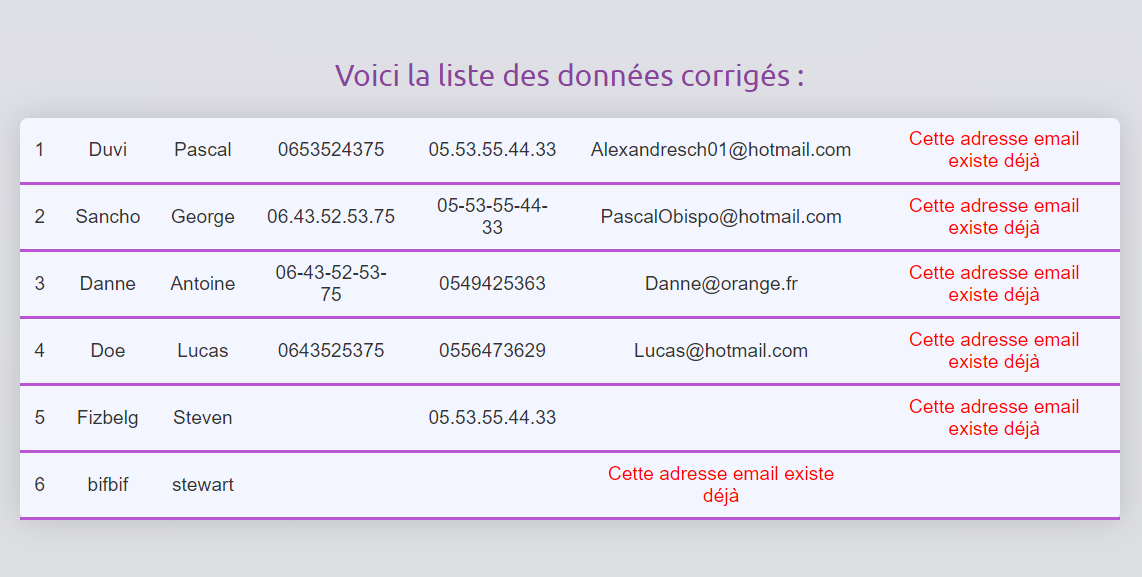 Voici la liste des données corrigés :
1 Duvi Pascal 0653524375 05.53.55.44.33 Alexandresch01@hotmail.com Cette adresse email
existe déjà
2 Sancho George 06.43.52.53.75 05-53-55-44-
33 PascalObispo@hotmail.com Cette adresse email
existe déjà
3 Danne Antoine 06-43-52-53-
75 0549425363 Danne@orange.fr Cette adresse email
existe déjà
4 Doe Lucas 0643525375 0556473629 Lucas@hotmail.com Cette adresse email
existe déjà
5 Fizbelg Steven 05.53.55.44.33 Cette adresse email
existe déjà
6 bifbif stewart Cette adresse email existe
déjà